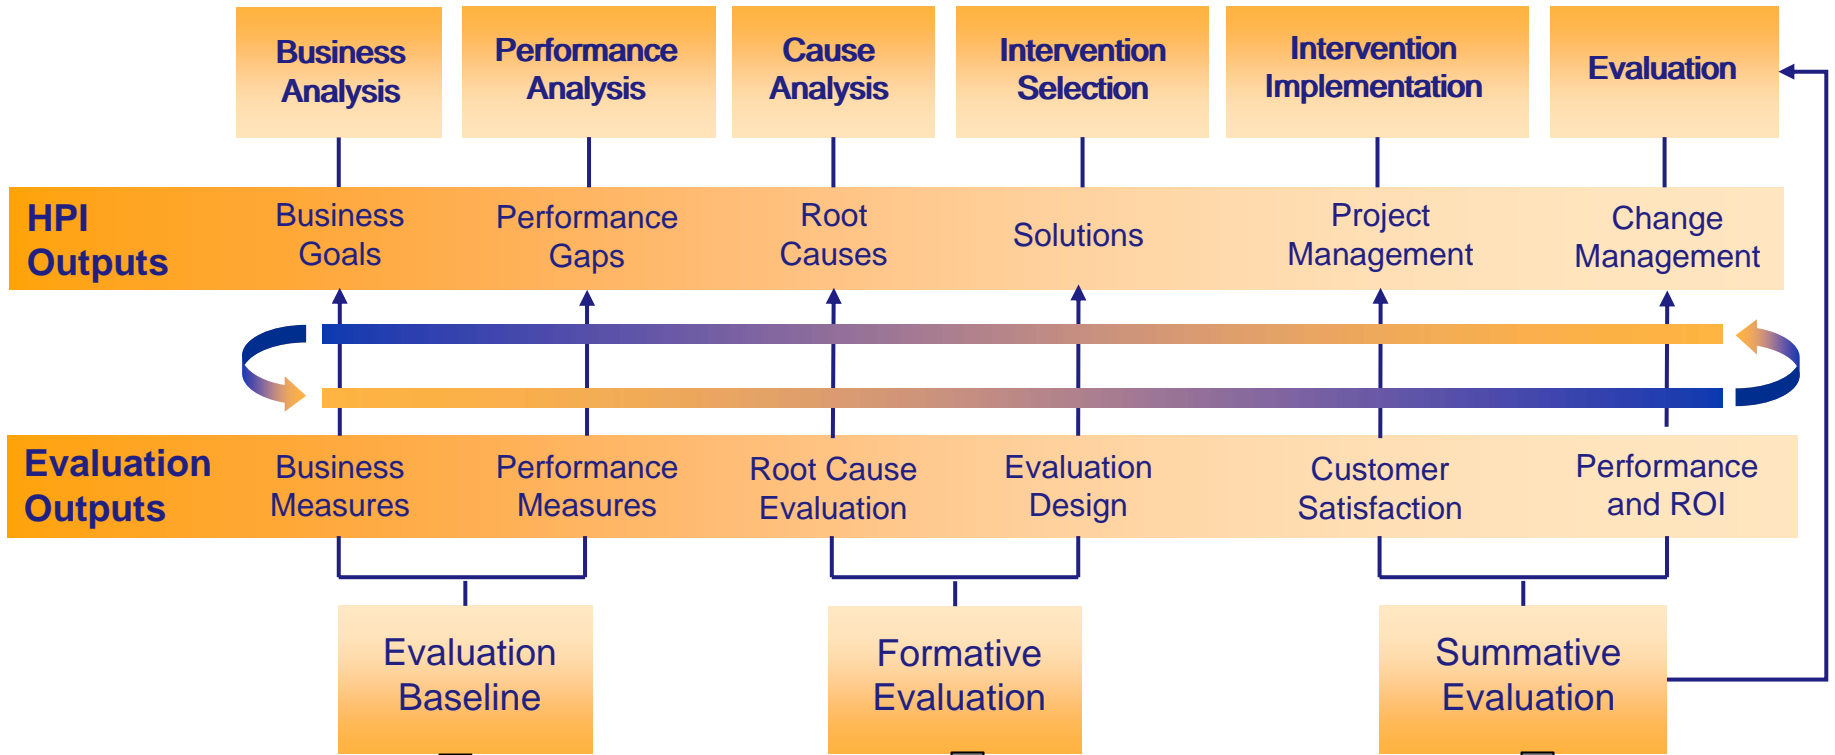 Business
Analysis
Performance
Analysis
Cause
Analysis
Intervention
Selection
Intervention
Implementation
Evaluation
HPI
Outputs
Business
Goals
Performance
Gaps
Root
Causes
Solutions
Project
Management
Change
Management
Evaluation
Outputs
Business
Measures
Performance
Measures
Root Cause
Evaluation
Evaluation
Design
Customer
Satisfaction
Performance
and ROI
Evaluation
Baseline
Formative
Evaluation
Summative
Evaluation